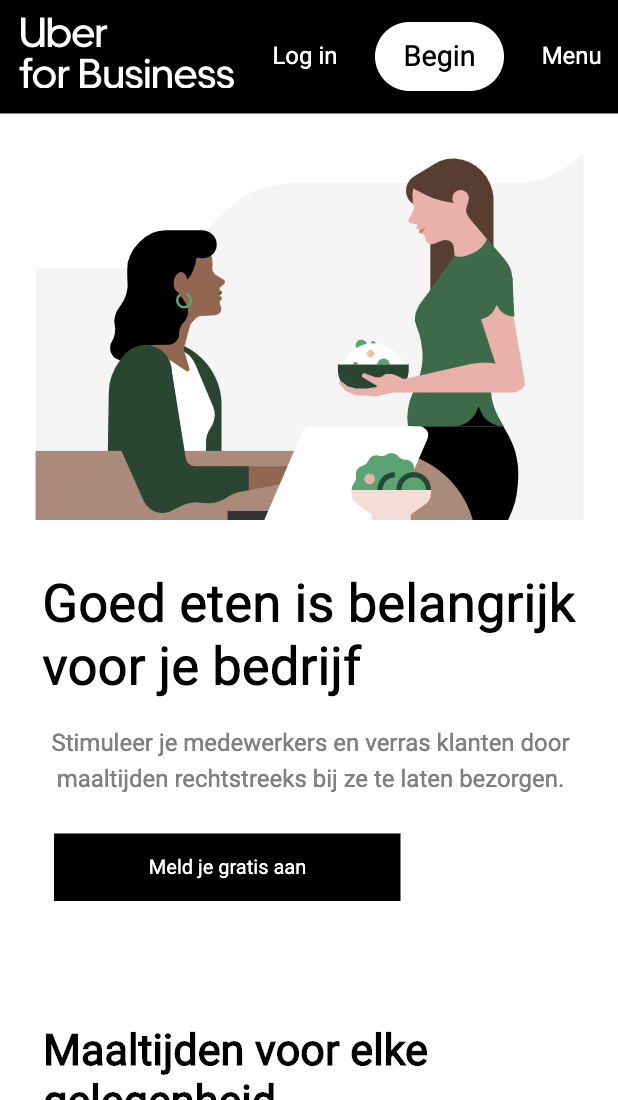 Uber
for Business
Log in
Begin
Menu
Goed eten is belangrijk
voor je bedrijf
Stimuleer je medewerkers en verras klanten door
maaltijden rechtstreeks bij ze te laten bezorgen.
Meld je gratis aan
Maaltijden voor elke
gelegenheid